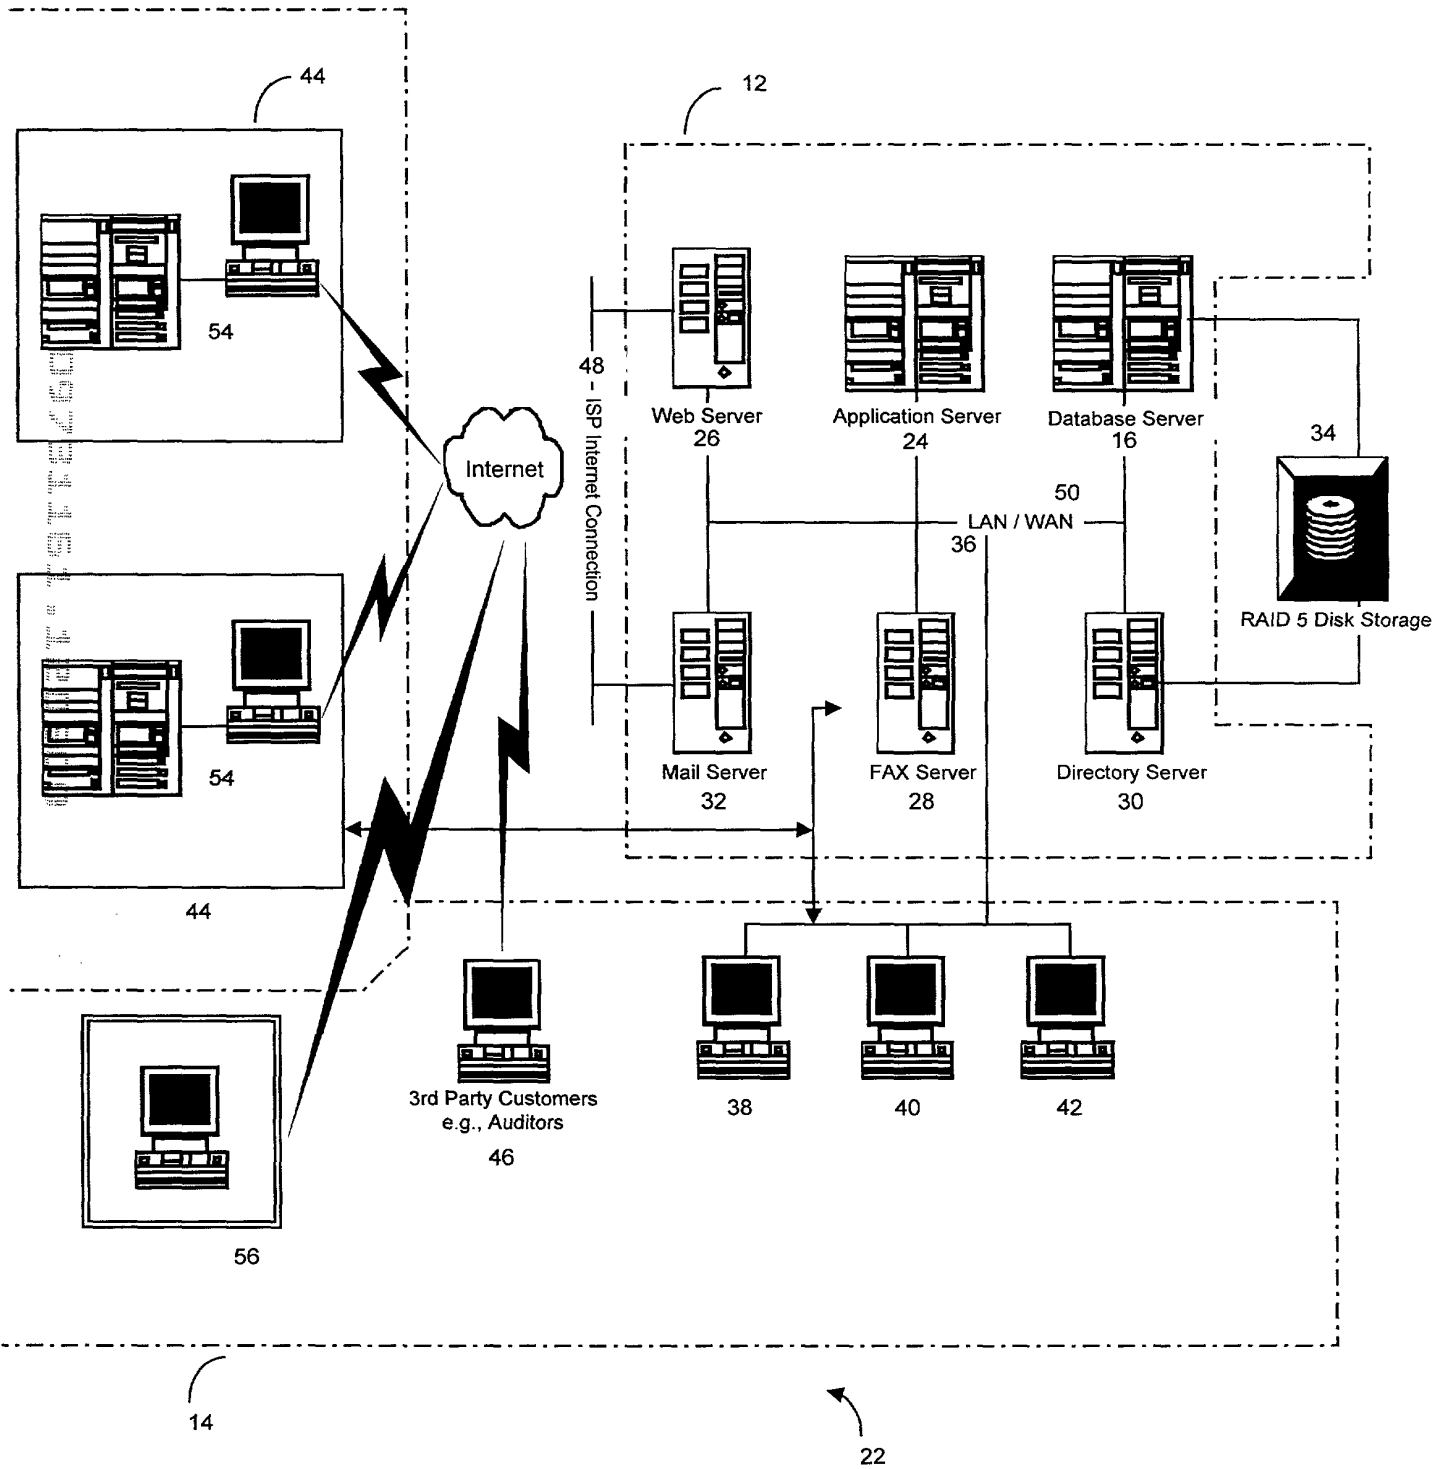 44
12
54
48 - ISP Internet Connection
Web Server
26
Application Server
24
Database Server
16
34
Internet
50
LAN / WAN
36
RAID 5 Disk Storage
54
Mail Server
32
FAX Server
28
Directory Server
30
44
3rd Party Customers
e.g., Auditors
46
38
40
42
56
14
22